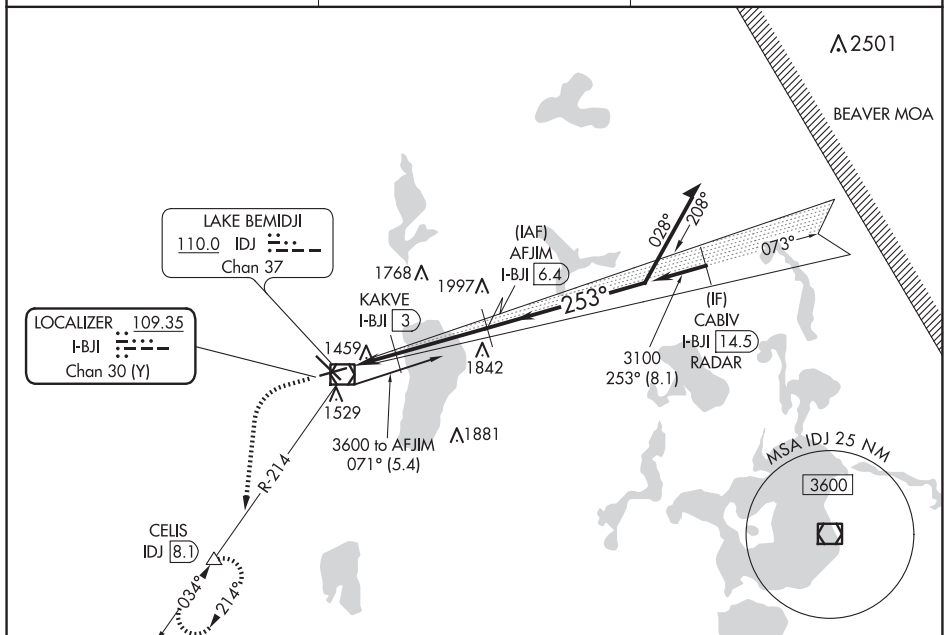 2501
BEAVER MOA
LAKE BEMIDJI
110.0 IDJ
Chan 37
LOCALIZER 109.35
I-BJI
Chan 30 (Y)
(IAF)
AFJIM
I-BJI 6.4
028°
208°
073°
1768
1997
KAKVE
I-BJI 3
253°
(IF)
CABIV
I-BJI 14.5
RADAR
3100
253° (8.1)
1459
1842
1529
3600 to AFJIM
071° (5.4)
1881
R-214
MSA IDJ 25 NM
3600
CELIS
IDJ 8.1
034°
214°